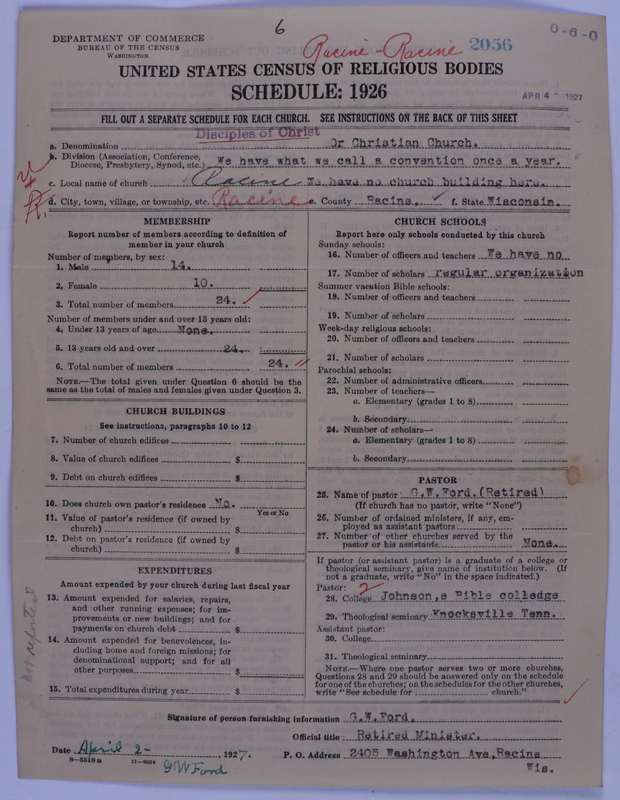 6
DEPARTMENT OF COMMERCE
BUREAU OF THE CENSUS
WASHINGTON
Racine - Racine 2056
0-6-0
UNITED STATES CENSUS OF RELIGIOUS BODIES
SCHEDULE: 1926
APR 4 - 1927
FILL OUT A SEPARATE SCHEDULE FOR EACH CHURCH. SEE INSTRUCTIONS ON THE BACK OF THIS SHEET
Disciples of Christ
a. Denomination Or Christian Church.
b. Division (Association, Conference, Diocese, Presbytery, Synod, etc.) We have what we call a convention once a year.
c. Local name of church Racine We have no church building here.
d. City, town, village, or township, etc. Racine e. County Racine, f. State Wisconsin.
MEMBERSHIP
Report number of members according to definition of
member in your church
Number of members, by sex:
1. Male 14.
2. Female 10.
3. Total number of members 24.
Number of members under and over 13 years old:
4. Under 13 years of age None.
5. 13 years old and over 24.
6. Total number of members 24.
NOTE.—The total given under Question 6 should be the
same as the total of males and females given under Question 3.
CHURCH BUILDINGS
See instructions, paragraphs 10 to 12
7. Number of church edifices
8. Value of church edifices $
9. Debt on church edifices $
10. Does church own pastor's residence No.
Yes or No
11. Value of pastor's residence (if owned by
church) $
12. Debt on pastor's residence (if owned by
church) $
EXPENDITURES
Amount expended by your church during last fiscal year
13. Amount expended for salaries, repairs,
and other running expenses; for im-
provements or new buildings; and for
payments on church debt $
14. Amount expended for benevolences, in-
cluding home and foreign missions; for
denominational support; and for all
other purposes $
15. Total expenditures during year $
Not reported
CHURCH SCHOOLS
Report here only schools conducted by this church
Sunday schools:
16. Number of officers and teachers We have no
17. Number of scholars regular organization
Summer vacation Bible schools:
18. Number of officers and teachers
19. Number of scholars
Week-day religious schools:
20. Number of officers and teachers
21. Number of scholars
Parochial schools:
22. Number of administrative officers
23. Number of teachers—
a. Elementary (grades 1 to 8)
b. Secondary
24. Number of scholars—
a. Elementary (grades 1 to 8)
b. Secondary
PASTOR
25. Name of pastor G.W.Ford.(Retired)
(If church has no pastor, write "None")
26. Number of ordained ministers, if any, em-
ployed as assistant pastors
27. Number of other churches served by the
pastor or his assistants None.
If pastor (or assistant pastor) is a graduate of a college or
theological seminary, give name of institution below. (If
not a graduate, write "No" in the space indicated.)
Pastor: 2
28. College Johnson,s Bible colledge
29. Theological seminary Knocksville Tenn.
Assistant pastor:
30. College
31. Theological seminary
NOTE.—Where one pastor serves two or more churches,
Questions 28 and 29 should be answered only on the schedule
for one of the churches; on the schedules for the other churches,
write "See schedule for church."
Signature of person furnishing information G.W.Ford.
Official title Retired Minister.
Date April 2-, 1927.
P. O. Address 2405 Washington Ave,Racine
Wis.
8—5518a 11—9014 GW Ford